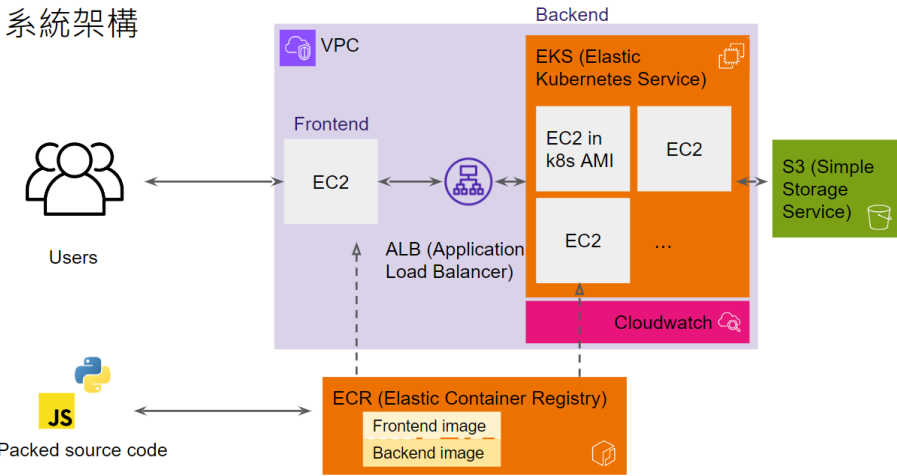 系統架構
Backend
VPC
EKS (Elastic
Kubernetes Service)
Frontend
EC2 in
k8s AMI
EC2
EC2
S3 (Simple
Storage
Service)
EC2
...
Users
ALB (Application
Load Balancer)
Cloudwatch
JS
Packed source code
ECR (Elastic Container Registry)
Frontend image
Backend image